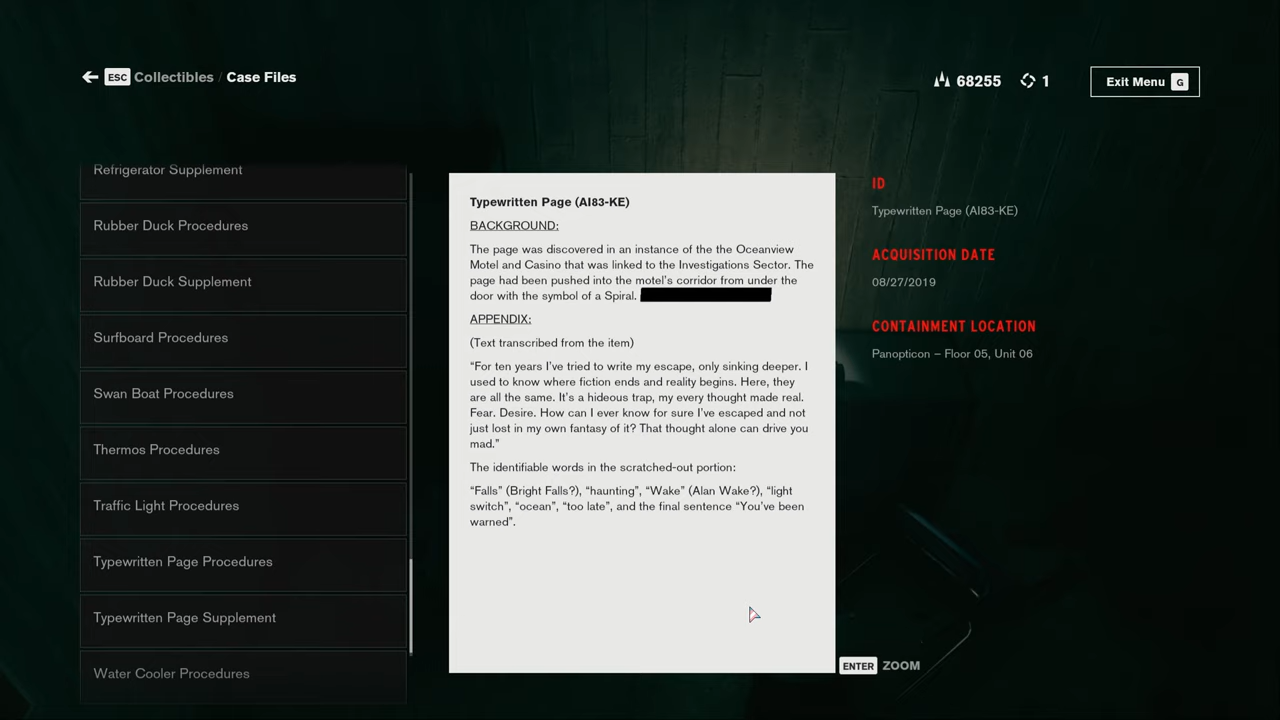 ESC Collectibles / Case Files
68255
1
Exit Menu G
Refrigerator Supplement
Rubber Duck Procedures
Rubber Duck Supplement
Surfboard Procedures
Swan Boat Procedures
Thermos Procedures
Traffic Light Procedures
Typewritten Page Procedures
Typewritten Page Supplement
Water Cooler Procedures
Typewritten Page (AI83-KE)
BACKGROUND:
The page was discovered in an instance of the the Oceanview
Motel and Casino that was linked to the Investigations Sector. The
page had been pushed into the motel's corridor from under the
door with the symbol of a Spiral.
APPENDIX:
(Text transcribed from the item)
“For ten years I've tried to write my escape, only sinking deeper. I
used to know where fiction ends and reality begins. Here, they
are all the same. It's a hideous trap, my every thought made real.
Fear. Desire. How can I ever know for sure I've escaped and not
just lost in my own fantasy of it? That thought alone can drive you
mad.”
The identifiable words in the scratched-out portion:
“Falls” (Bright Falls?), “haunting”, “Wake” (Alan Wake?), “light
switch”, “ocean”, “too late”, and the final sentence “You've been
warned”.
ENTER ZOOM
ID
Typewritten Page (AI83-KE)
ACQUISITION DATE
08/27/2019
CONTAINMENT LOCATION
Panopticon – Floor 05, Unit 06